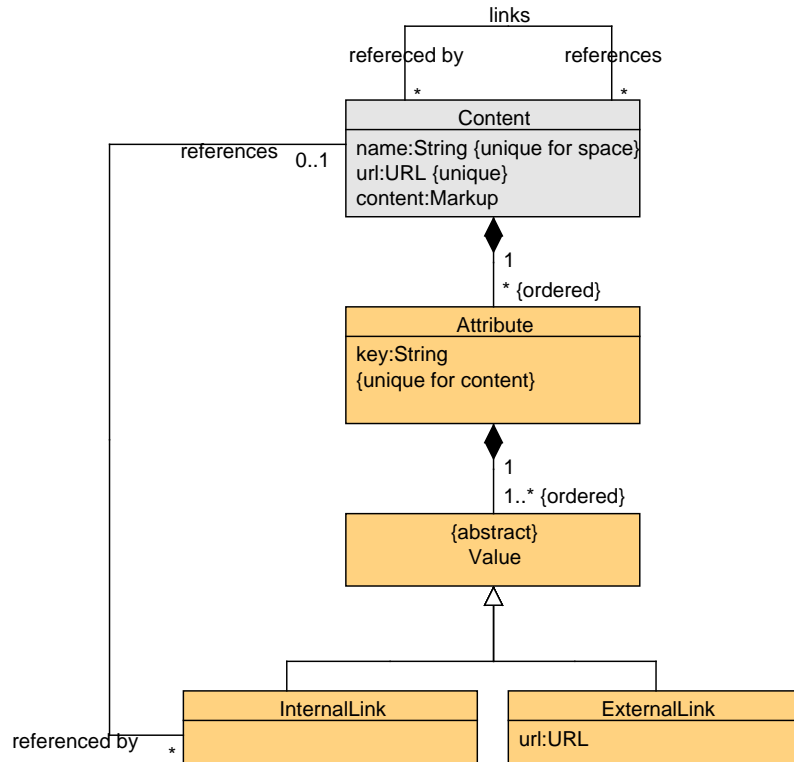 links
refereced by
references
*
*
Content
name:String {unique for space}
url:URL {unique}
content:Markup
references
0..1
1
* {ordered}
Attribute
key:String
{unique for content}
1
1..* {ordered}
{abstract}
Value
InternalLink
ExternalLink
url:URL
referenced by
*